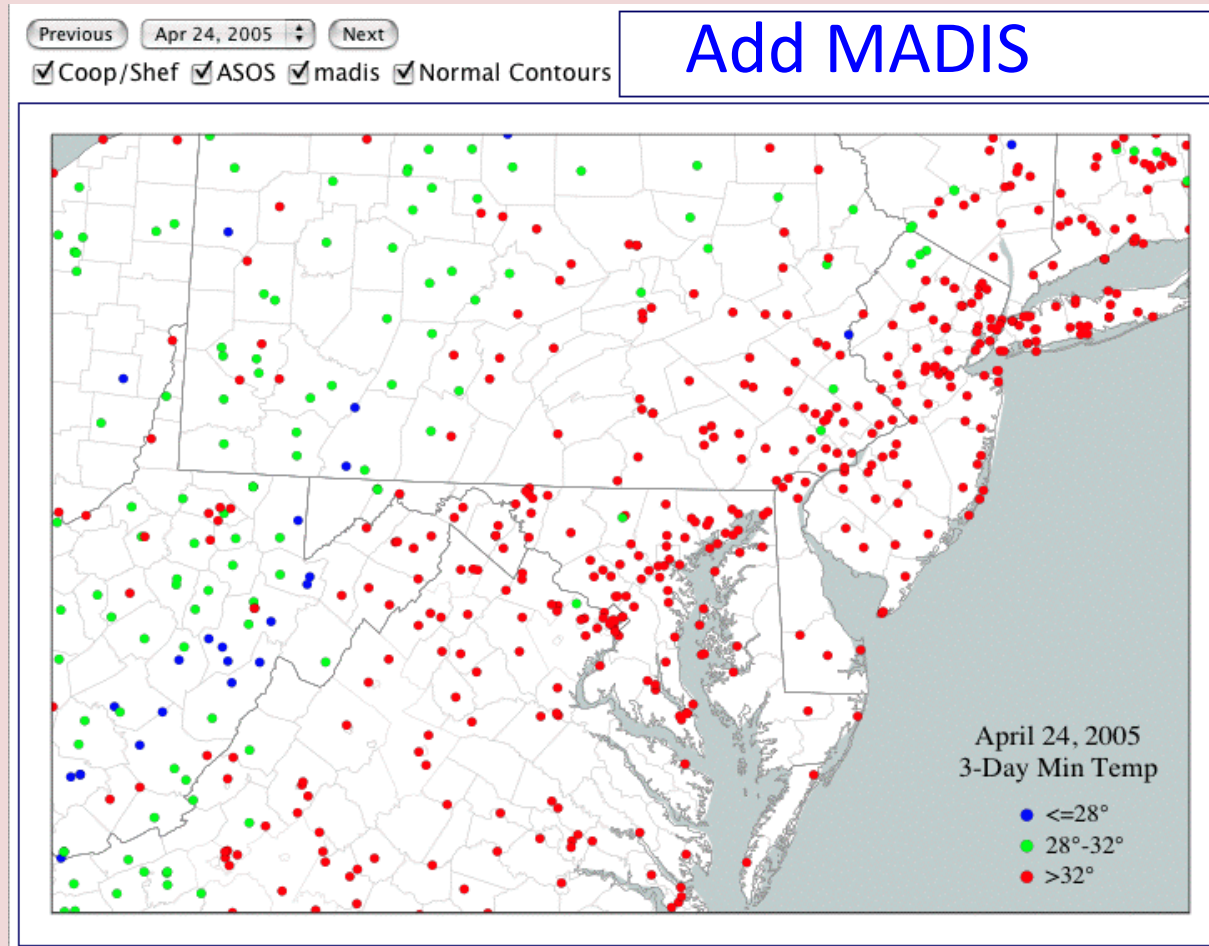 Previous Apr 24, 2005 Next
Coop/Shef ASOS madis Normal Contours
Add MADIS
April 24, 2005
3-Day Min Temp
<=28°
28°-32°
>32°